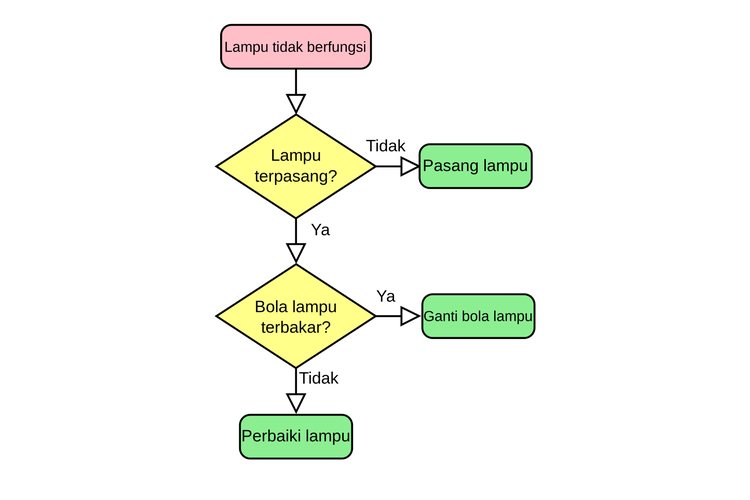 Lampu tidak berfungsi
Lampu
terpasang?
Tidak
Pasang lampu
Ya
Bola lampu
terbakar?
Ya
Ganti bola lampu
Tidak
Perbaiki lampu